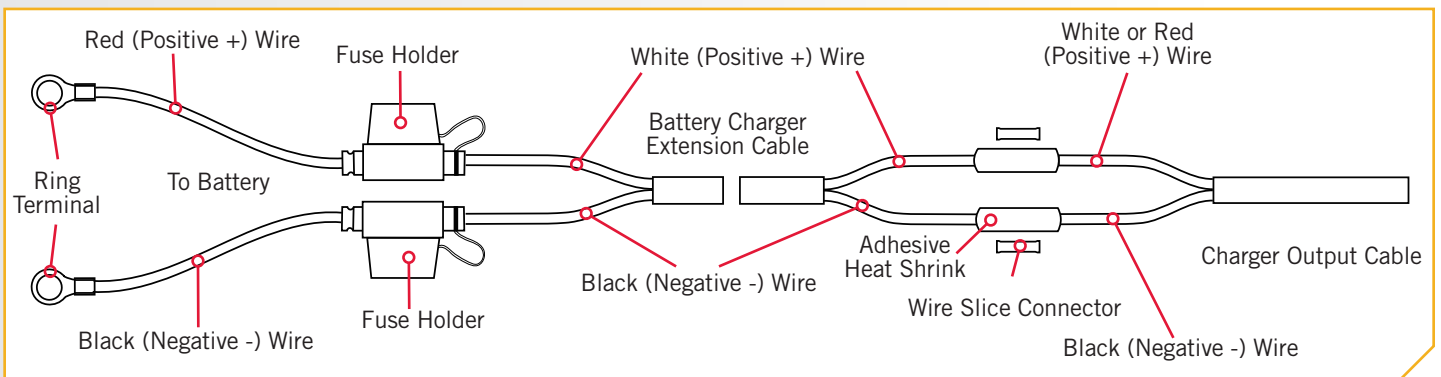 Red (Positive +) Wire
Fuse Holder
White (Positive +) Wire
White or Red
(Positive +) Wire
Battery Charger
Extension Cable
Ring
Terminal
To Battery
Adhesive
Heat Shrink
Charger Output Cable
Black (Negative -) Wire
Wire Slice Connector
Fuse Holder
Black (Negative -) Wire
Black (Negative -) Wire